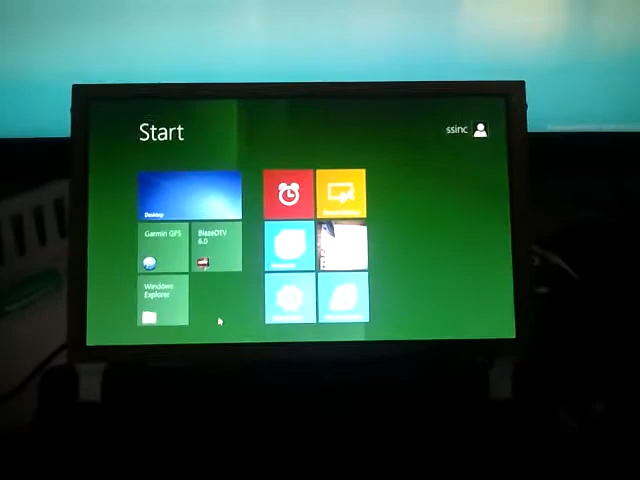 Start
ssinc
Desktop
Garmin GPS
BlazeDTV
6.0
Windows
Explorer